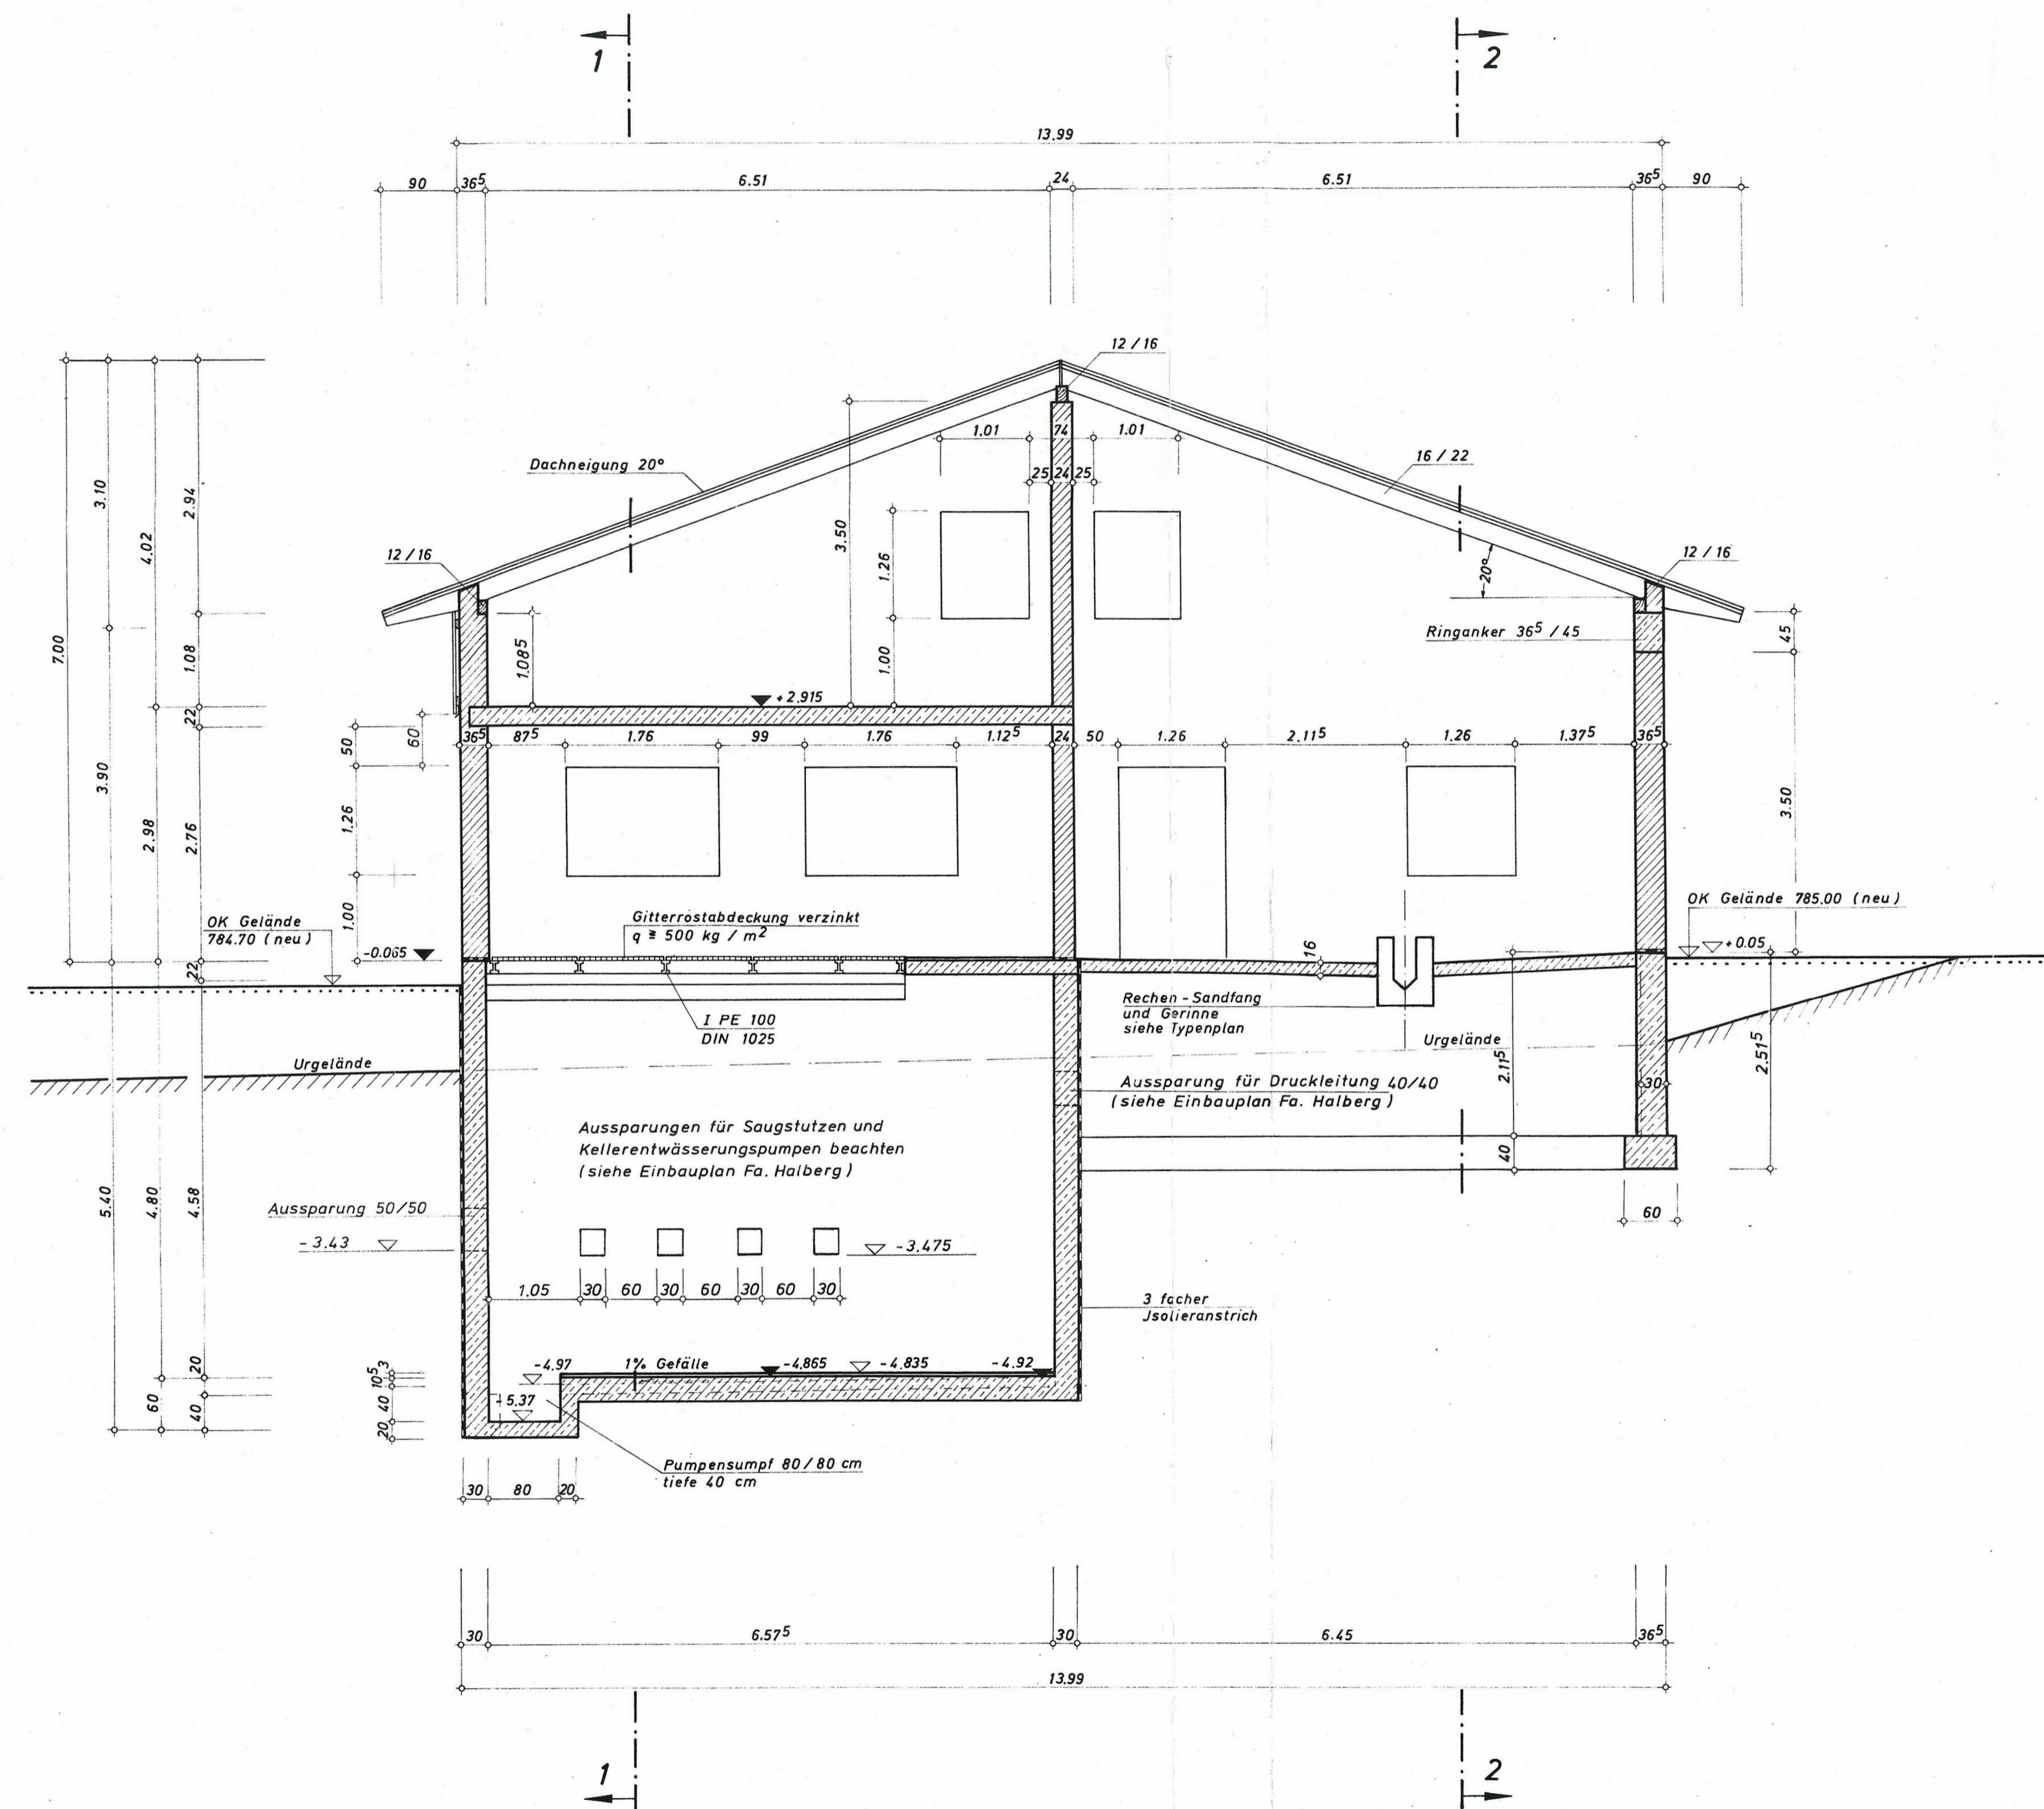 1
2
13.99
90 36⁵ 6.51 24 6.51 36⁵ 90
12 / 16
1.01 74 1.01
Dachneigung 20°
16 / 22
25 24 25
3.10
2.94
4.02
3.50
1.26
12 / 16
20°
12 / 16
Ringanker 36⁵ / 45
45
7.00
1.08
1.085
1.00
+ 2.915
22
50
60
36⁵ 87⁵ 1.76 99 1.76 1.12⁵ 24 50 1.26 2.11⁵ 1.26 1.37⁵ 36⁵
3.90
2.98
2.76
1.26
3.50
1.00
OK Gelände
784.70 ( neu )
-0.065
Gitterrostabdeckung verzinkt
q ≧ 500 kg / m²
16
OK Gelände 785.00 ( neu )
+ 0.05
22
I PE 100
DIN 1025
Rechen - Sandfang
und Gerinne
siehe Typenplan
Urgelände
Urgelände
2.11⁵
2.51⁵
30
Aussparung für Druckleitung 40/40
( siehe Einbauplan Fa. Halberg )
Aussparungen für Saugstutzen und
Kellerentwässerungspumpen beachten
( siehe Einbauplan Fa. Halberg )
40
5.40
4.80
4.58
Aussparung 50/50
60
- 3.43
- 3.475
1.05 30 60 30 60 30 60 30
3 facher
Jsolieranstrich
20
3
10⁵
40
20
60
40
-4.97 1% Gefälle -4.865 - 4.835 - 4.92
- 5.37
Pumpensumpf 80 / 80 cm
tiefe 40 cm
30 80 20
30 6.57⁵ 30 6.45 36⁵
13.99
1
2